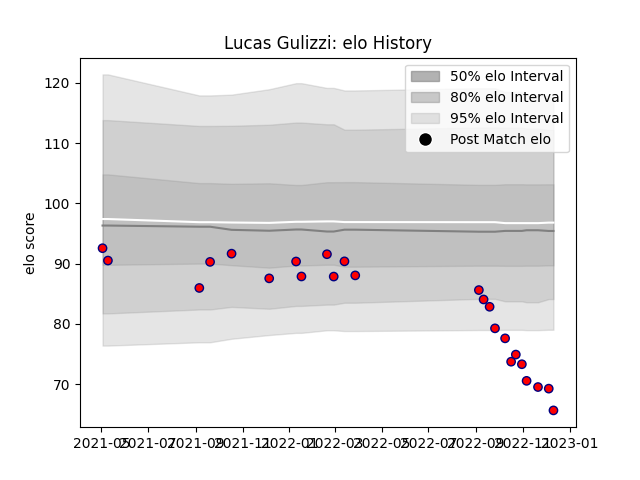 Lucas Gulizzi: elo History
50% elo Interval
80% elo Interval
95% elo Interval
Post Match elo
elo score
120
110
100
90
80
70
2021-05 2021-07 2021-09 2021-11 2022-01 2022-03 2022-05 2022-07 2022-09 2022-11 2023-01